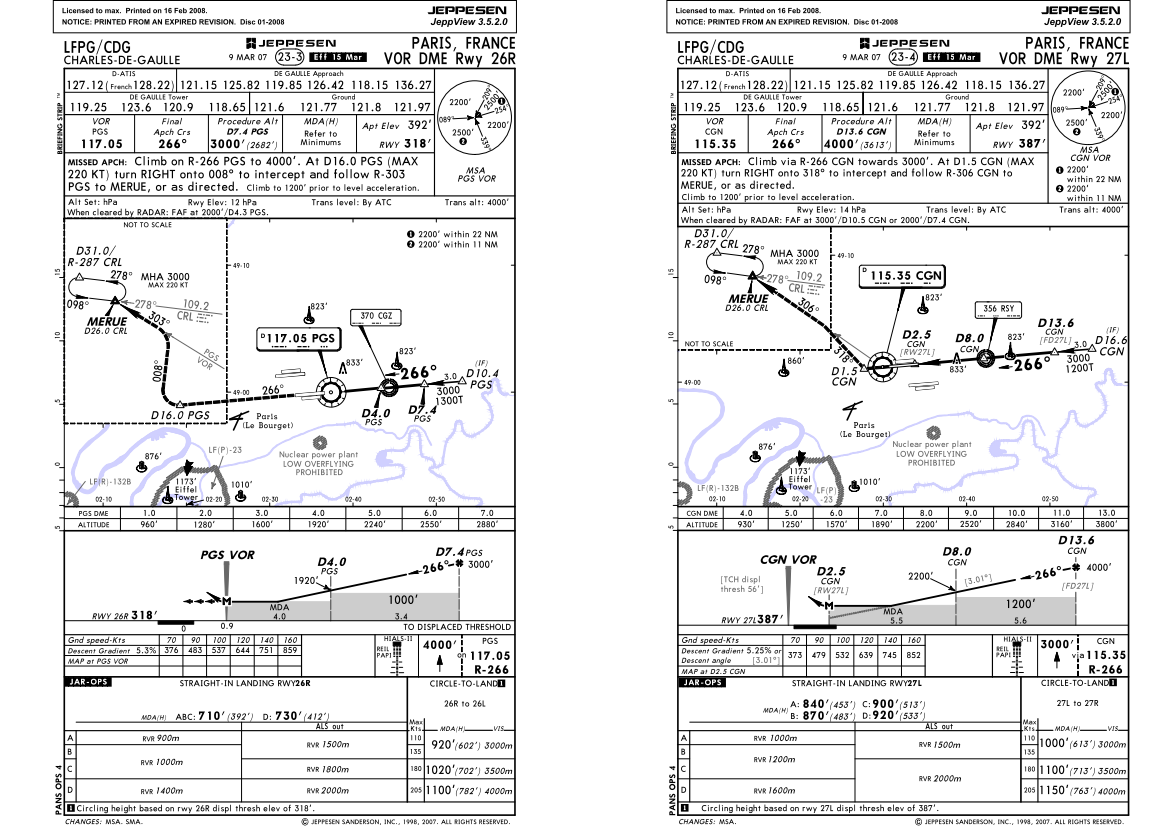 Licensed to max. Printed on 16 Feb 2008.
NOTICE: PRINTED FROM AN EXPIRED REVISION. Disc 01-2008
JEPPESEN
JeppView 3.5.2.0
LFPG/CDG
CHARLES-DE-GAULLE
JEPPESEN
9 MAR 07 23-3 Eff 15 Mar
PARIS, FRANCE
VOR DME Rwy 26R
BRIEFING STRIP
D-ATIS
DE GAULLE Approach
127.12 (French 128.22) 121.15 125.82 119.85 126.42 118.15 136.27
DE GAULLE Tower
Ground
119.25 123.6 120.9 118.65 121.6 121.77 121.8 121.97
VOR
PGS
117.05
Final
Apch Crs
266°
Procedure Alt
D7.4 PGS
3000' (2682')
MDA(H)
Refer to
Minimums
Apt Elev 392'
RWY 318'
2200'
2500'
2200'
2500'
209°
254°
089°
339°
MSA
PGS VOR
MISSED APCH: Climb on R-266 PGS to 4000'. At D16.0 PGS (MAX
220 KT) turn RIGHT onto 008° to intercept and follow R-303
PGS to MERUE, or as directed. Climb to 1200' prior to level acceleration.
Alt Set: hPa Rwy Elev: 12 hPa Trans level: By ATC Trans alt: 4000'
When cleared by RADAR: FAF at 2000'/D4.3 PGS.
NOT TO SCALE
1 2200' within 22 NM
2 2200' within 11 NM
D31.0/
R-287 CRL
278°
MHA 3000
MAX 220 KT
098°
278°
109.2
CRL
MERUE
D26.0 CRL
303°
008°
PGS
VOR
D16.0 PGS
266°
49-10
49-00
823'
370 CGZ
D 117.05 PGS
833'
823'
266°
(IF)
D10.4
PGS
3.0
3000
1300T
D4.0
PGS
D7.4
PGS
Paris
(Le Bourget)
Nuclear power plant
LOW OVERFLYING
PROHIBITED
LF(P)-23
876'
LF(R)-132B
1173'
Eiffel
Tower
1010'
02-10 02-20 02-30 02-40 02-50
15
10
5
0
5
PGS DME 1.0 2.0 3.0 4.0 5.0 6.0 7.0
ALTITUDE 960' 1280' 1600' 1920' 2240' 2550' 2880'
PGS VOR
D4.0
PGS
D7.4 PGS
3000'
266°
1920'
1000'
M
MDA
4.0
3.4
0.9
0
RWY 26R 318'
TO DISPLACED THRESHOLD
Gnd speed-Kts 70 90 100 120 140 160
Descent Gradient 5.3% 376 483 537 644 751 859
MAP at PGS VOR
HIALS-II
REIL
PAPI
4000'
on
PGS
117.05
R-266
JAR-OPS
STRAIGHT-IN LANDING RWY26R
CIRCLE-TO-LAND 1
26R to 26L
MDA(H) ABC: 710' (392') D: 730' (412')
ALS out
Max
Kts.
MDA(H) VIS
A RVR 900m RVR 1500m 110 920' (602') 3000m
B RVR 1000m 135
C RVR 1800m 180 1020' (702') 3500m
D RVR 1400m RVR 2000m 205 1100' (782') 4000m
PANS OPS 4
1 Circling height based on rwy 26R displ thresh elev of 318'.
CHANGES: MSA. SMA.
© JEPPESEN SANDERSON, INC., 1998, 2007. ALL RIGHTS RESERVED.
Licensed to max. Printed on 16 Feb 2008.
NOTICE: PRINTED FROM AN EXPIRED REVISION. Disc 01-2008
JEPPESEN
JeppView 3.5.2.0
LFPG/CDG
CHARLES-DE-GAULLE
JEPPESEN
9 MAR 07 23-4 Eff 15 Mar
PARIS, FRANCE
VOR DME Rwy 27L
BRIEFING STRIP
D-ATIS
DE GAULLE Approach
127.12 (French 128.22) 121.15 125.82 119.85 126.42 118.15 136.27
DE GAULLE Tower
Ground
119.25 123.6 120.9 118.65 121.6 121.77 121.8 121.97
VOR
CGN
115.35
Final
Apch Crs
266°
Procedure Alt
D13.6 CGN
4000' (3613')
MDA(H)
Refer to
Minimums
Apt Elev 392'
RWY 387'
2200'
2500'
2200'
2500'
209°
254°
089°
339°
MSA
CGN VOR
1 2200'
within 22 NM
2 2200'
within 11 NM
MISSED APCH: Climb via R-266 CGN towards 3000'. At D1.5 CGN (MAX
220 KT) turn RIGHT onto 318° to intercept and follow R-306 CGN to
MERUE, or as directed.
Climb to 1200' prior to level acceleration.
Alt Set: hPa Rwy Elev: 14 hPa Trans level: By ATC Trans alt: 4000'
When cleared by RADAR: FAF at 3000'/D10.5 CGN or 2000'/D7.4 CGN.
D31.0/
R-287 CRL
278°
MHA 3000
MAX 220 KT
098°
278°
109.2
CRL
MERUE
D26.0 CRL
306°
318°
NOT TO SCALE
49-10
49-00
D 115.35 CGN
823'
356 RSY
D2.5
CGN
[RW27L]
D8.0
CGN
823'
D13.6
CGN
[FD27L]
(IF)
D16.6
CGN
3.0
3000
1200T
833'
266°
D1.5
CGN
860'
Paris
(Le Bourget)
Nuclear power plant
LOW OVERFLYING
PROHIBITED
876'
LF(R)-132B
1173'
Eiffel
Tower
LF(P)
-23
1010'
02-10 02-20 02-30 02-40 02-50
15
10
5
0
5
CGN DME 4.0 5.0 6.0 7.0 8.0 9.0 10.0 11.0 13.0
ALTITUDE 930' 1250' 1570' 1890' 2200' 2520' 2840' 3160' 3800'
CGN VOR
D2.5
CGN
[RW27L]
D8.0
CGN
D13.6
CGN
4000'
[FD27L]
[TCH displ
thresh 56']
2200'
[3.01°]
266°
1200'
M
MDA
5.5
5.6
RWY 27L 387'
Gnd speed-Kts 70 90 100 120 140 160
Descent Gradient 5.25% or
Descent angle [3.01°] 373 479 532 639 745 852
MAP at D2.5 CGN
HIALS-II
REIL
PAPI
3000'
via
CGN
115.35
R-266
JAR-OPS
STRAIGHT-IN LANDING RWY27L
CIRCLE-TO-LAND 1
27L to 27R
MDA(H) A: 840' (453') C: 900' (513')
B: 870' (483') D: 920' (533')
ALS out
Max
Kts.
MDA(H) VIS
A RVR 1000m RVR 1500m 110 1000' (613') 3000m
B RVR 1200m 135
C RVR 2000m 180 1100' (713') 3500m
D RVR 1600m 205 1150' (763') 4000m
PANS OPS 4
1 Circling height based on rwy 27L displ thresh elev of 387'.
CHANGES: MSA.
© JEPPESEN SANDERSON, INC., 1998, 2007. ALL RIGHTS RESERVED.